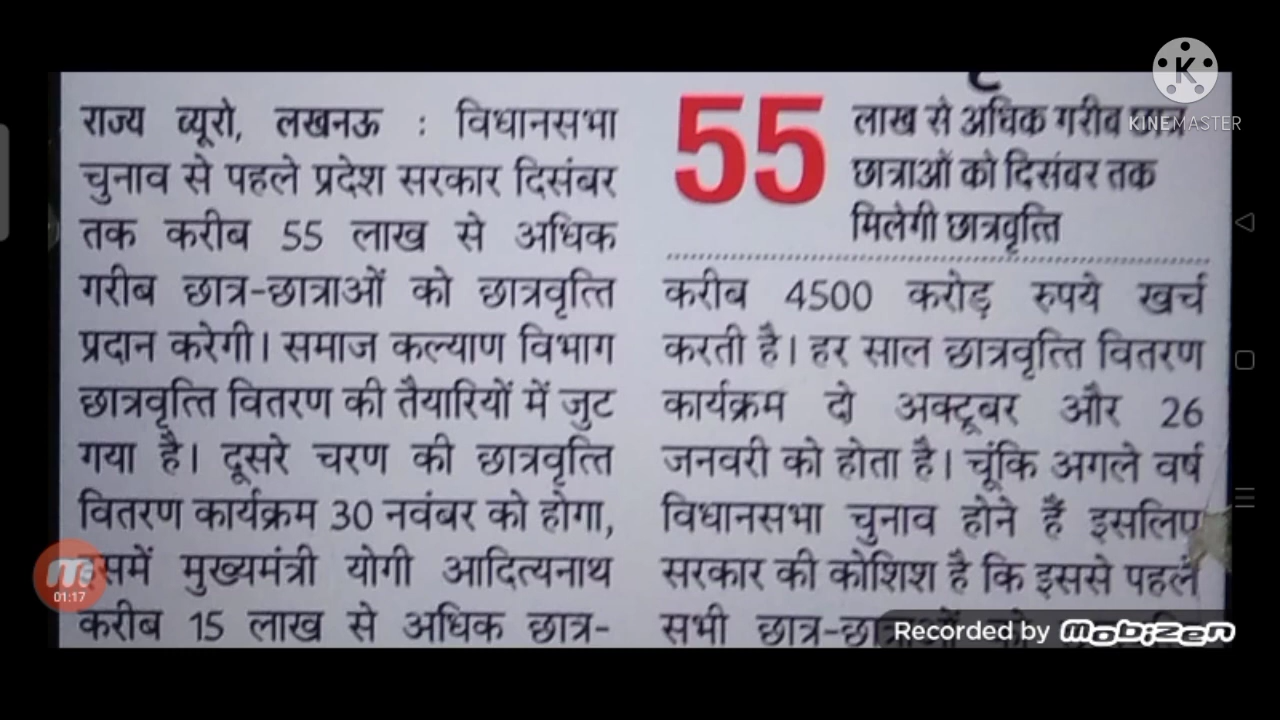 राज्य ब्यूरो, लखनऊ : विधानसभा
चुनाव से पहले प्रदेश सरकार दिसंबर
तक करीब 55 लाख से अधिक
गरीब छात्र-छात्राओं को छात्रवृत्ति
प्रदान करेगी। समाज कल्याण विभाग
छात्रवृत्ति वितरण की तैयारियों में जुट
गया है। दूसरे चरण की छात्रवृत्ति
वितरण कार्यक्रम 30 नवंबर को होगा,
मुख्यमंत्री योगी आदित्यनाथ
करीब 15 लाख से अधिक छात्र-
55 लाख से अधिक गरीब छात्र
छात्राओं को दिसंबर तक
मिलेगी छात्रवृत्ति
करीब 4500 करोड़ रुपये खर्च
करती है। हर साल छात्रवृत्ति वितरण
कार्यक्रम दो अक्टूबर और 26
जनवरी को होता है। चूंकि अगले वर्ष
विधानसभा चुनाव होने हैं इसलिए
सरकार की कोशिश है कि इससे पहले
सभी
KINEMASTER
01:17
Recorded by mobizen